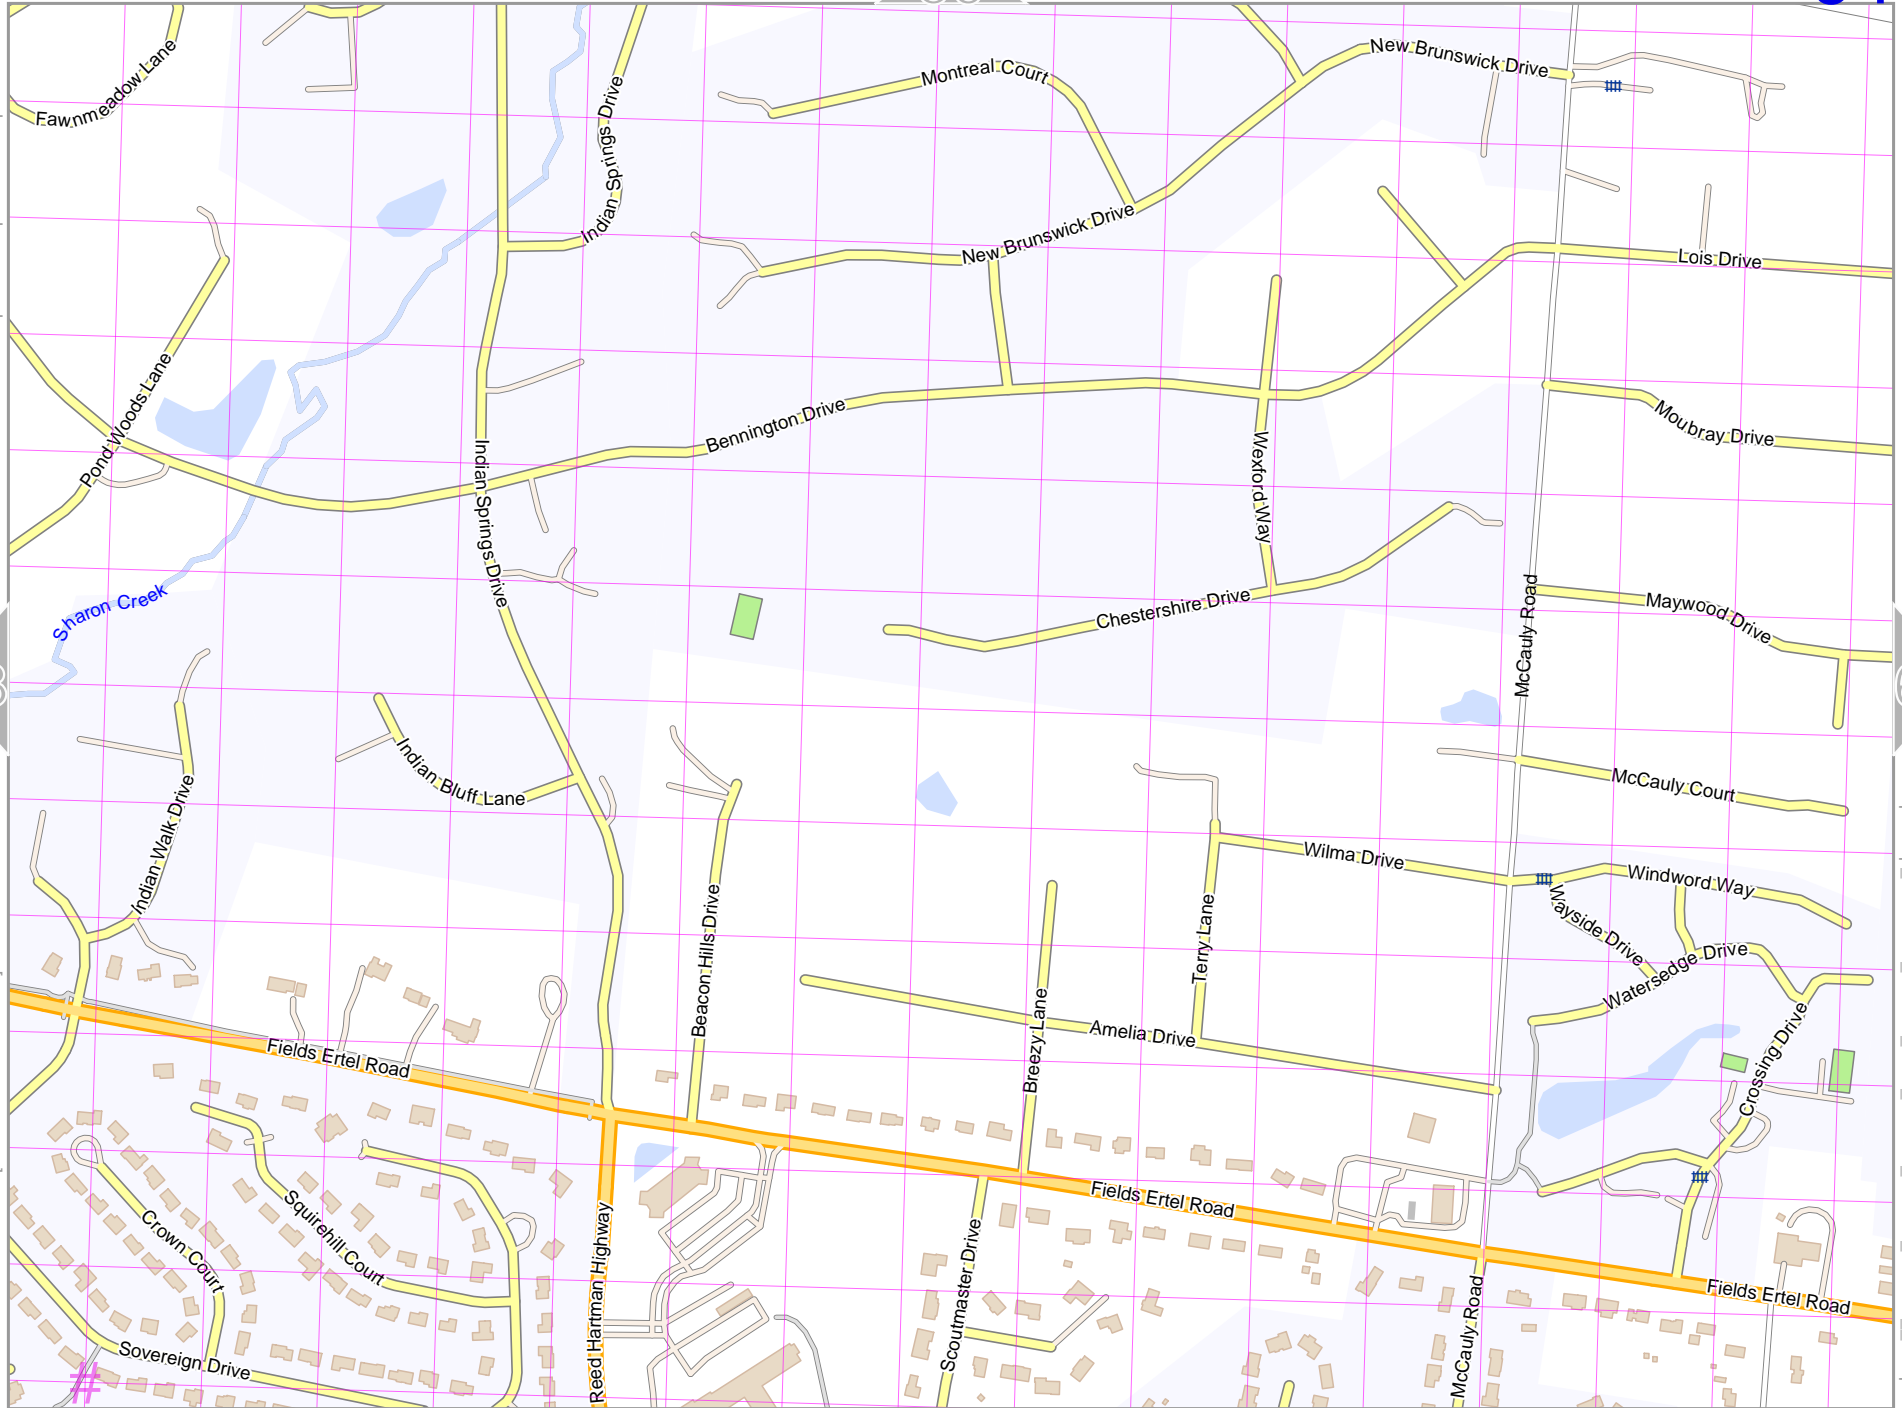 New Brunswick Drive
Fawnmeadow Lane
Montreal Court
Indian Springs Drive
New Brunswick Drive
Lois Drive
Pond Woods Lane
Bennington Drive
Moubray Drive
Indian Springs Drive
Wexford Way
Sharon Creek
Chestershire Drive
McCauly Road
Maywood Drive
Indian Bluff Lane
McCauly Court
Indian Walk Drive
Wilma Drive
Windword Way
Beacon Hills Drive
Terry Lane
Wayside Drive
Watersedge Drive
Breezy Lane
Amelia Drive
Fields Ertel Road
Crossing Drive
Fields Ertel Road
Squirehill Court
Crown Court
Reed Hartman Highway
Scoutmaster Drive
McCauly Road
Fields Ertel Road
Sovereign Drive
#